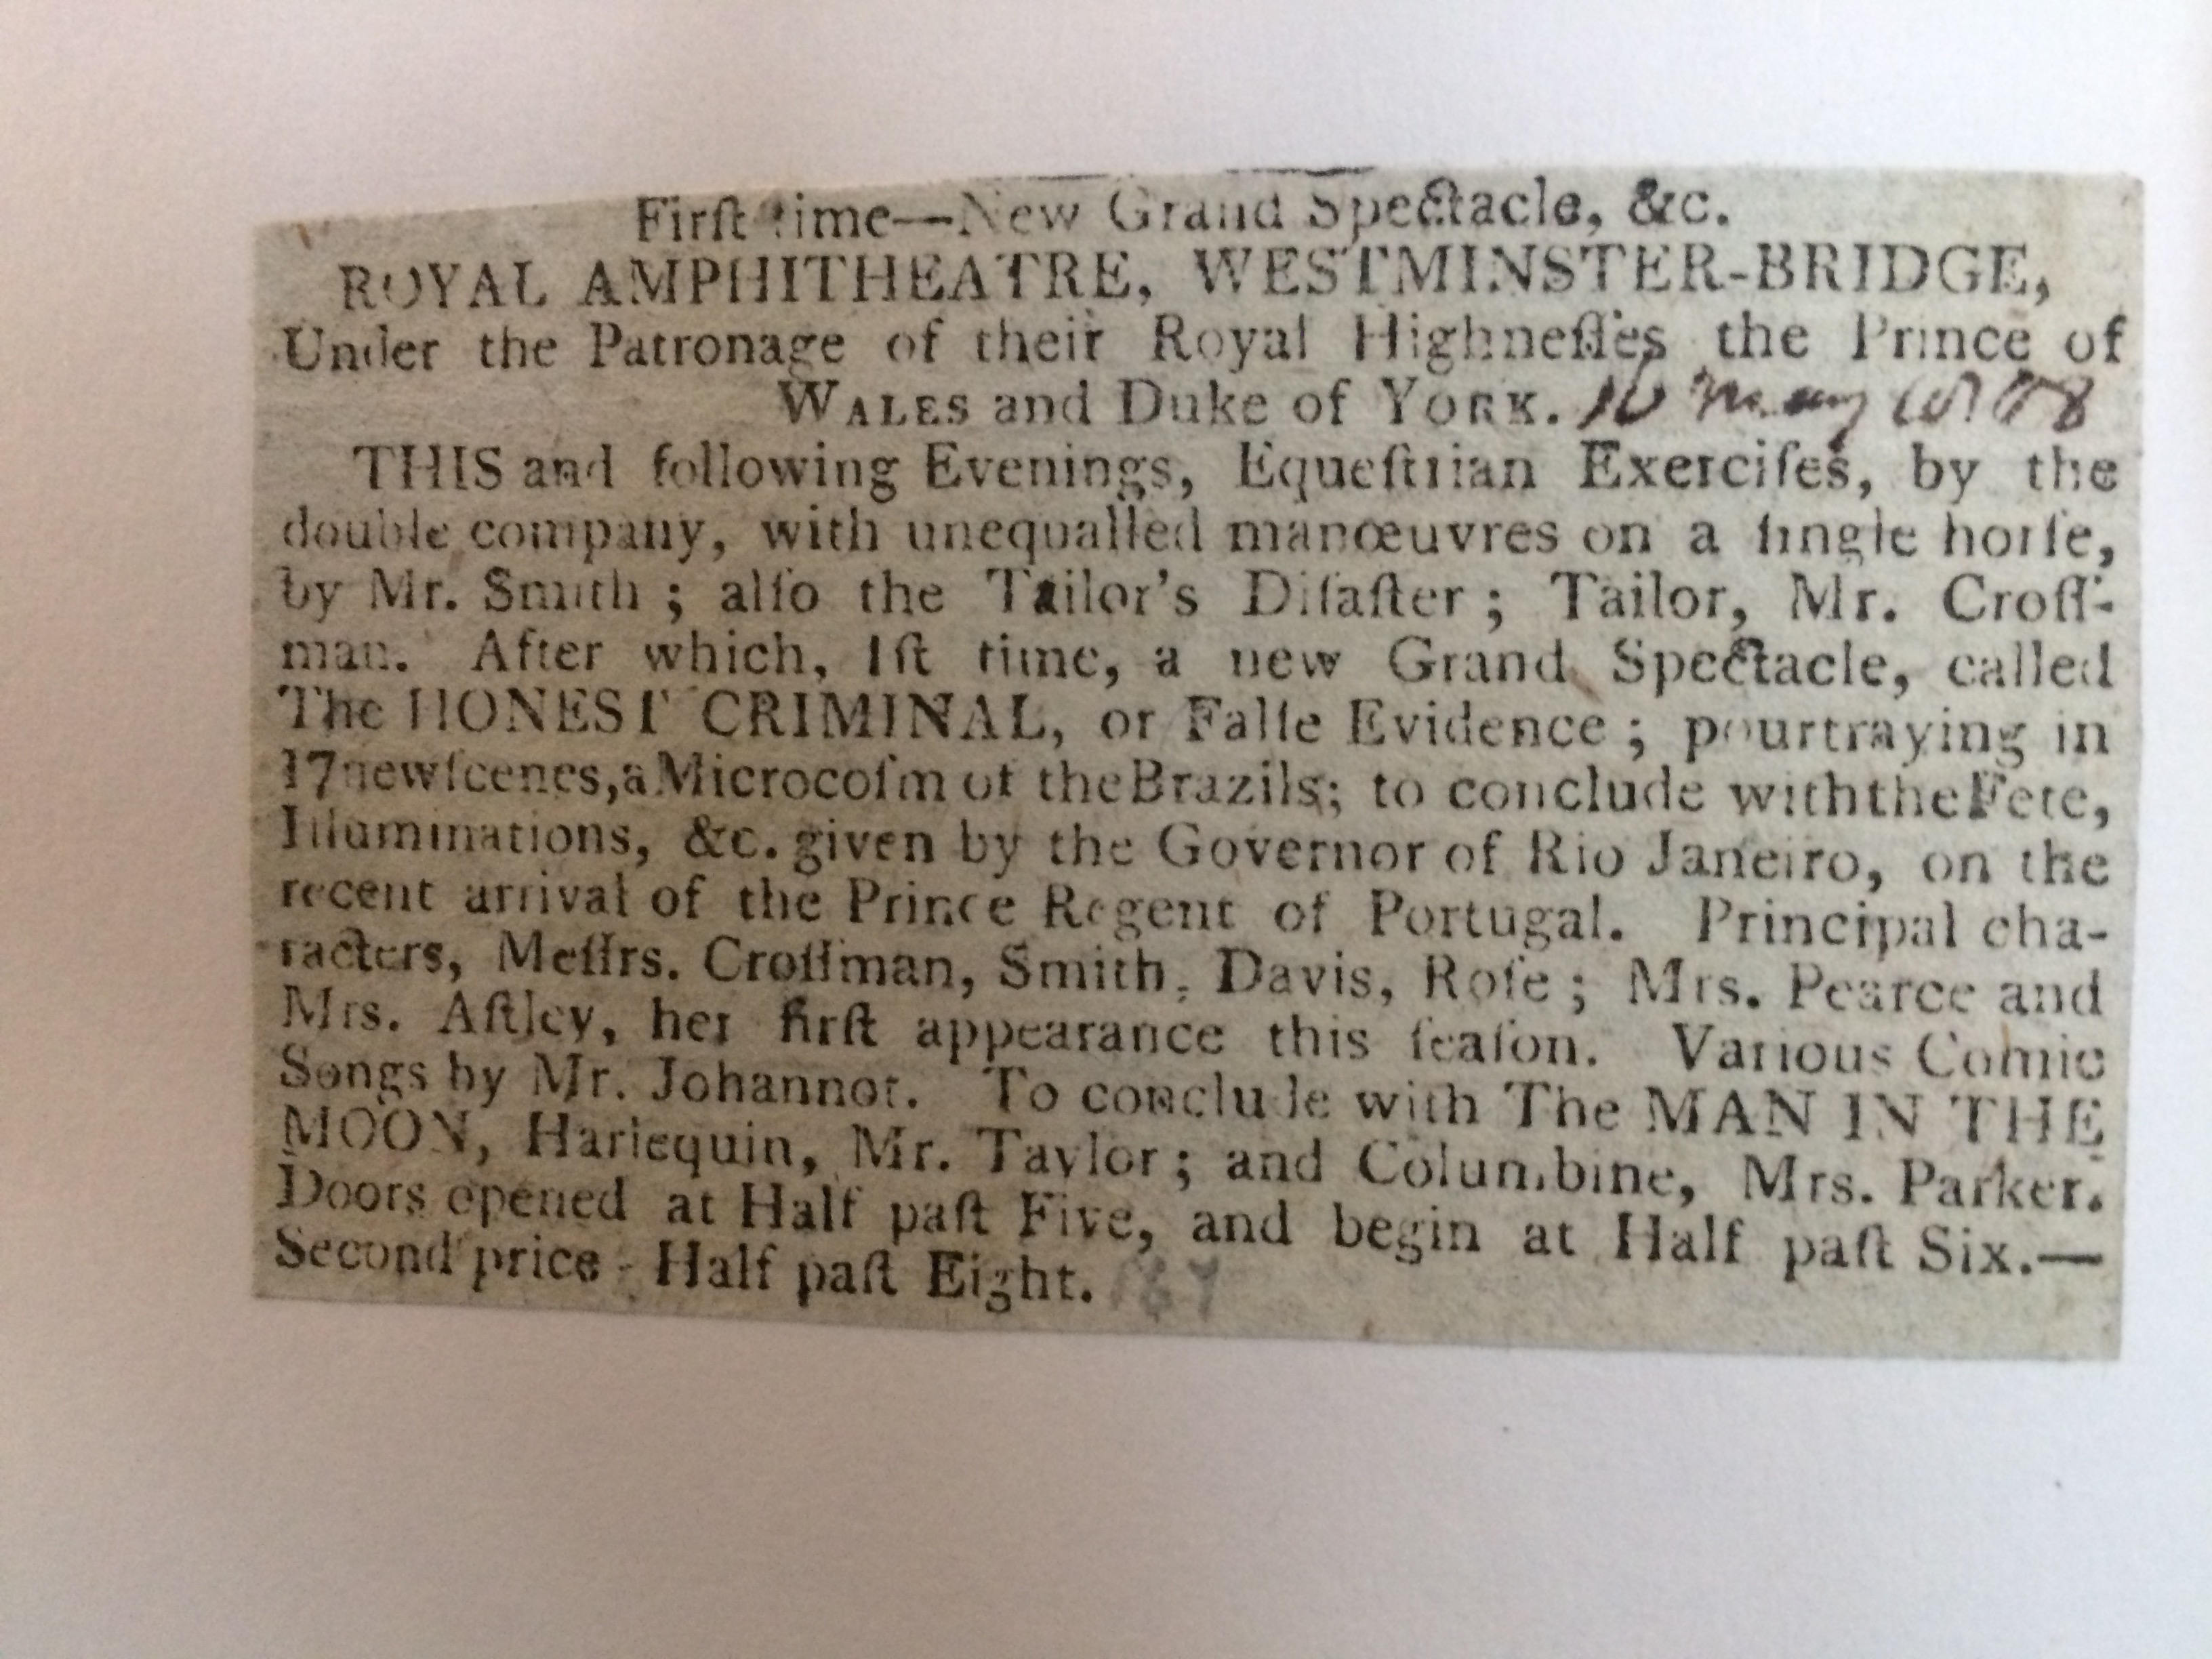 Firſt time—New Grand Spectacle, &c.
ROYAL AMPHITHEATRE, WESTMINSTER-BRIDGE,
Under the Patronage of their Royal Highneſſes the Prince of
WALES and Duke of YORK. 16 May
THIS and following Evenings, Equeſtrian Exerciſes, by the
double company, with unequalled manœuvres on a ſingle horſe,
by Mr. Smith ; alſo the Tailor's Diſaſter ; Tailor, Mr. Croſſ-
man. After which, 1ſt time, a new Grand Spectacle, called
The HONEST CRIMINAL, or Falſe Evidence ; pourtraying in
17 new ſcenes, a Microcoſm of the Brazils; to conclude with the Fete,
Illuminations, &c. given by the Governor of Rio Janeiro, on the
recent arrival of the Prince Regent of Portugal. Principal cha-
racters, Meſſrs. Croſſman, Smith, Davis, Roſe ; Mrs. Pearce and
Mrs. Aſtley, her firſt appearance this ſeaſon. Various Comic
Songs by Mr. Johannot. To conclude with The MAN IN THE
MOON, Harlequin, Mr. Taylor ; and Columbine, Mrs. Parker.
Doors opened at Half paſt Five, and begin at Half paſt Six.—
Second price - Half paſt Eight.